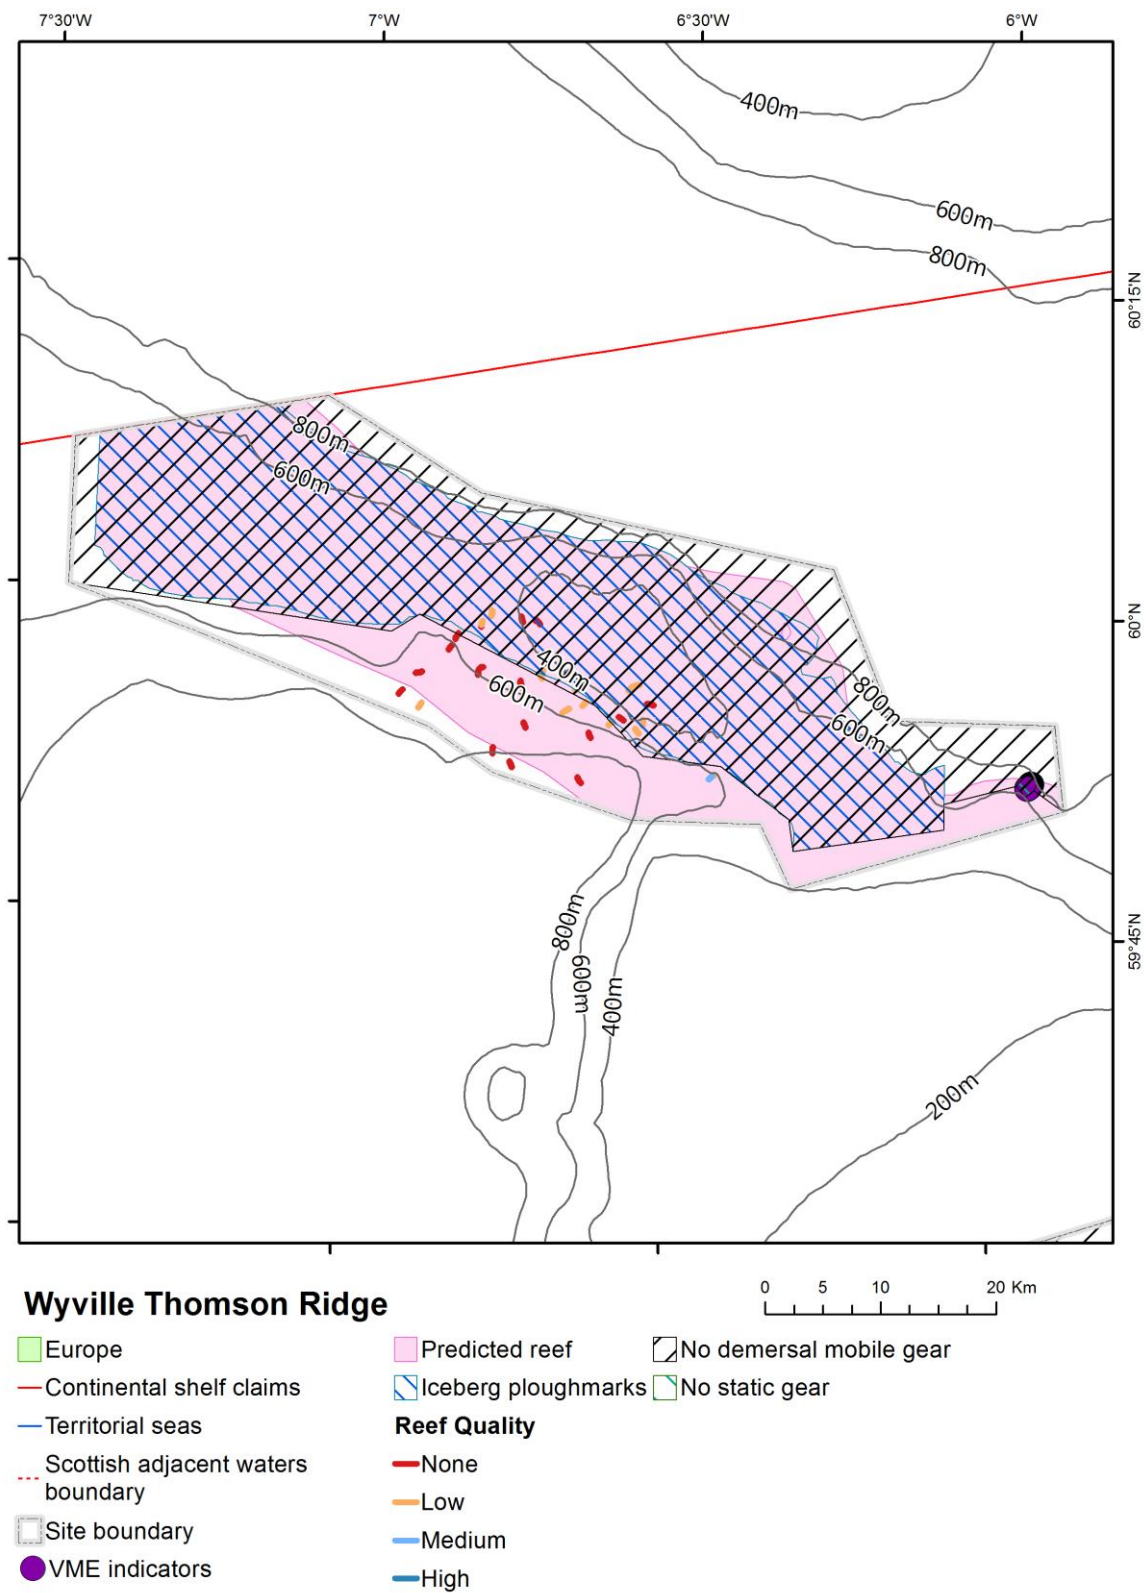 7°30'W 7°W 6°30'W 6°W
400m
600m
800m
60°15'N
800m
600m
60°N
400m
600m
800m
600m
800m
59°45'N
600m
400m
200m
Wyville Thomson Ridge
0 5 10 20 Km
Europe
Continental shelf claims
Territorial seas
Scottish adjacent waters
boundary
Site boundary
VME indicators
Predicted reef
Iceberg ploughmarks
Reef Quality
None
Low
Medium
High
No demersal mobile gear
No static gear